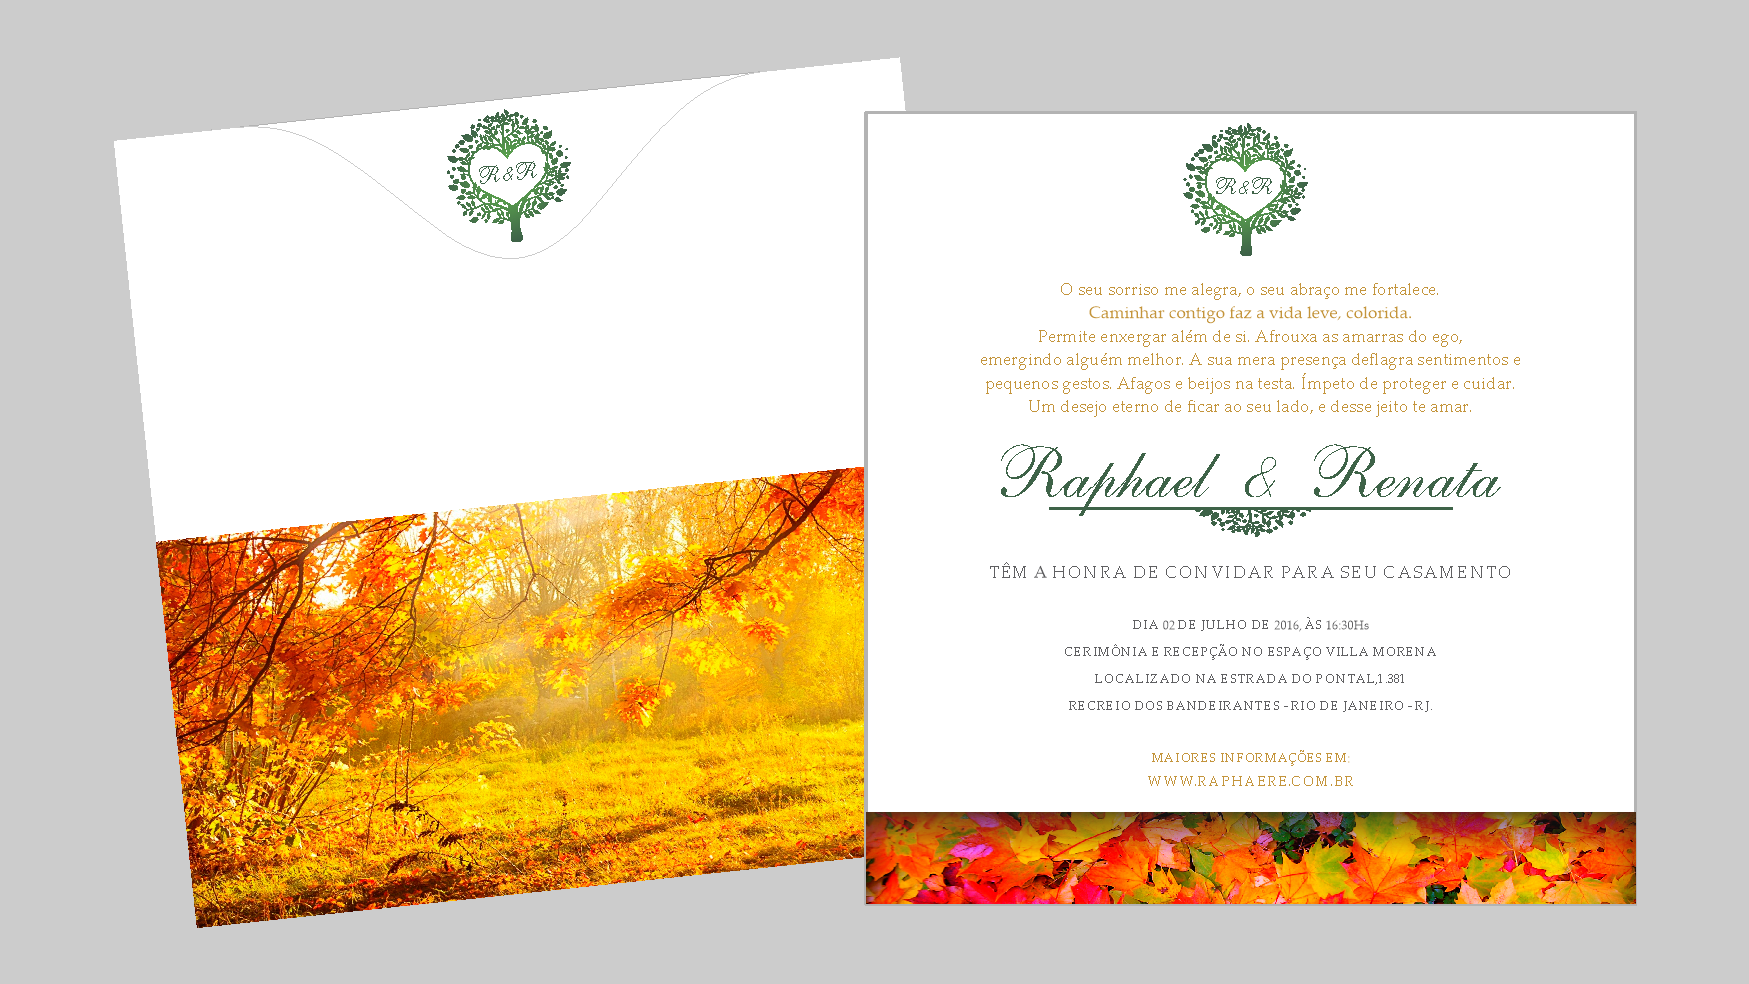 R&R
R&R
O seu sorriso me alegra, o seu abraço me fortalece.
Caminhar contigo faz a vida leve, colorida.
Permite enxergar além de si. Afrouxa as amarras do ego,
emergindo alguém melhor. A sua mera presença deflagra sentimentos e
pequenos gestos. Afagos e beijos na testa. Ímpeto de proteger e cuidar.
Um desejo eterno de ficar ao seu lado, e desse jeito te amar.
Raphael & Renata
TÊM A HONRA DE CONVIDAR PARA SEU CASAMENTO
DIA 02 DE JULHO DE 2016, ÀS 16:30Hs
CERIMÔNIA E RECEPÇÃO NO ESPAÇO VILLA MORENA
LOCALIZADO NA ESTRADA DO PONTAL,1.381
RECREIO DOS BANDEIRANTES - RIO DE JANEIRO - RJ.
MAIORES INFORMAÇÕES EM:
WWW.RAPHAERE.COM.BR